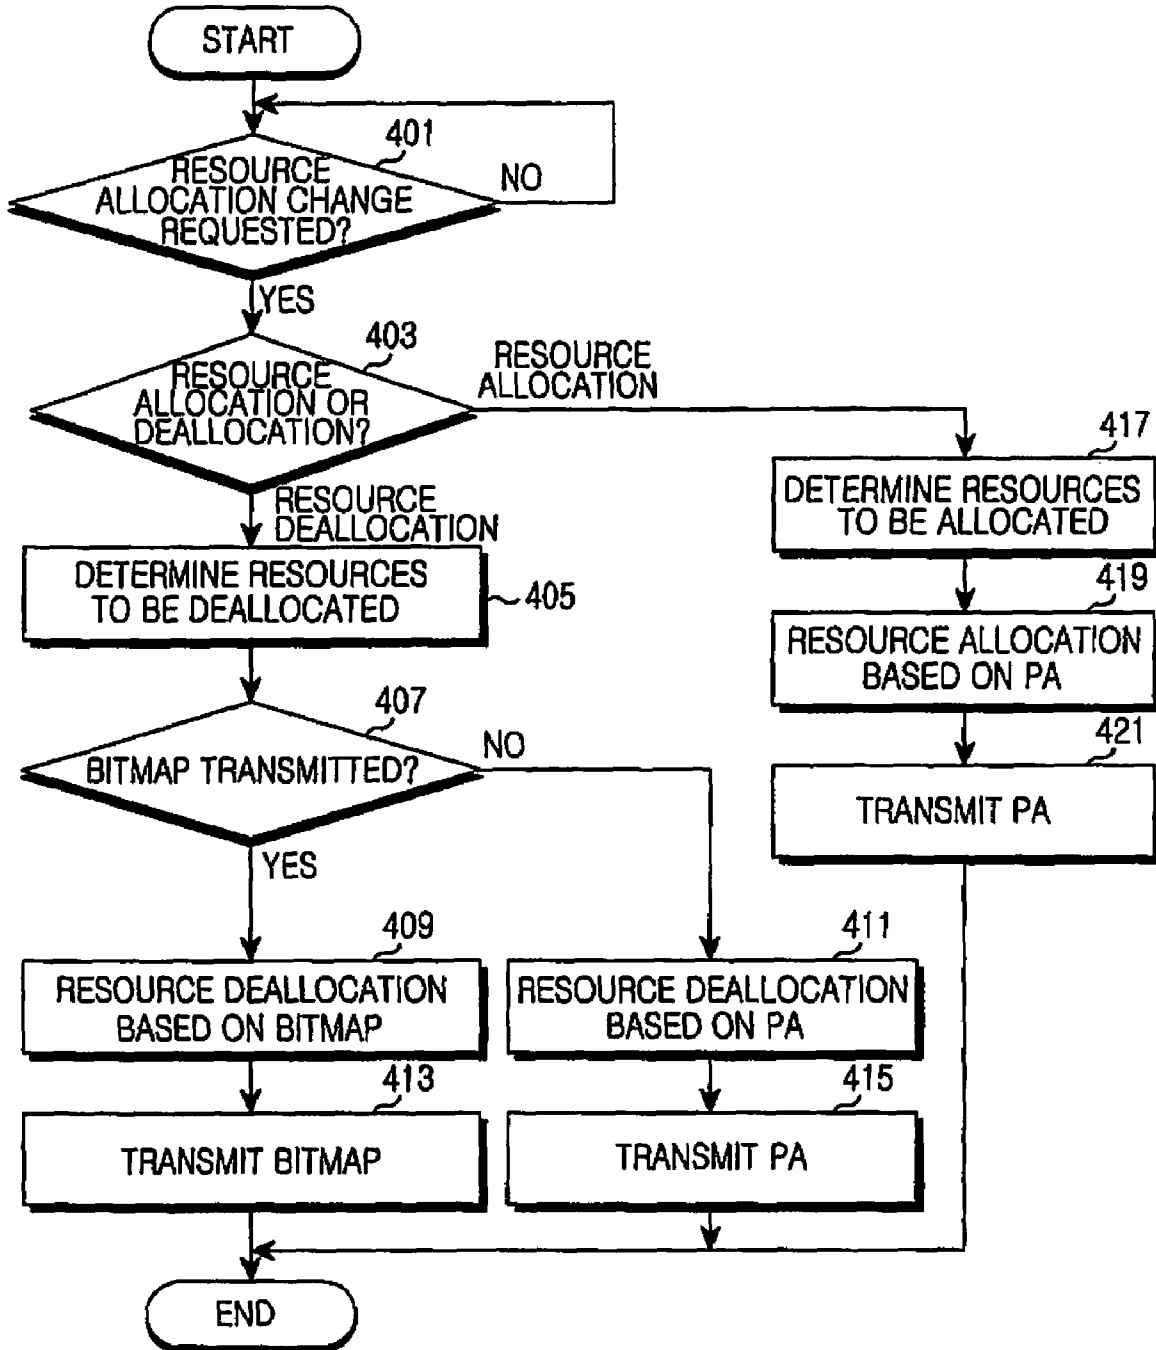 START
401
RESOURCE
ALLOCATION CHANGE
REQUESTED?
NO
YES
403
RESOURCE
ALLOCATION OR
DEALLOCATION?
RESOURCE
ALLOCATION
RESOURCE
DEALLOCATION
417
DETERMINE RESOURCES
TO BE ALLOCATED
DETERMINE RESOURCES
TO BE DEALLOCATED
405
419
RESOURCE ALLOCATION
BASED ON PA
407
BITMAP TRANSMITTED?
NO
YES
421
TRANSMIT PA
409
RESOURCE DEALLOCATION
BASED ON BITMAP
411
RESOURCE DEALLOCATION
BASED ON PA
413
TRANSMIT BITMAP
415
TRANSMIT PA
END